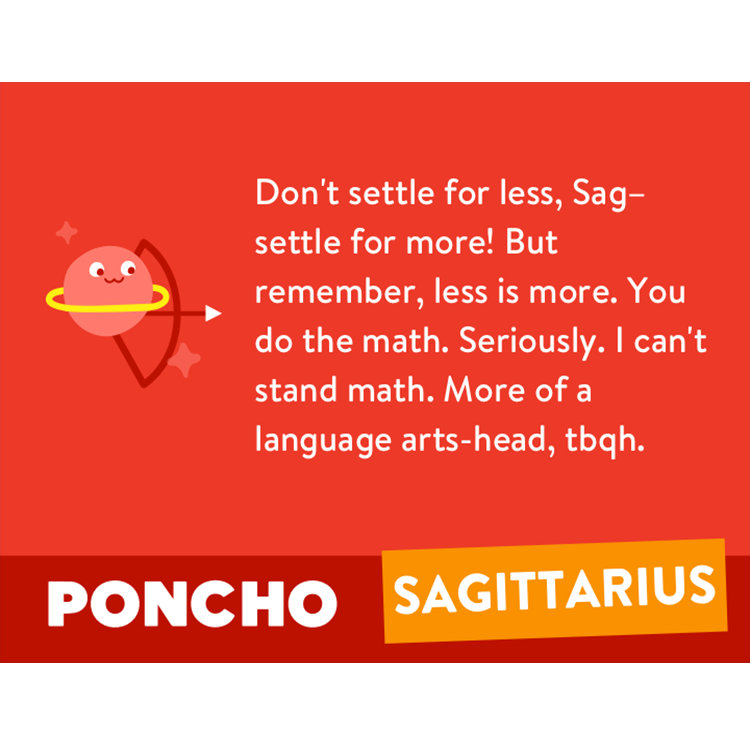 Don't settle for less, Sag–
settle for more! But
remember, less is more. You
do the math. Seriously. I can't
stand math. More of a
language arts-head, tbqh.
PONCHO
SAGITTARIUS